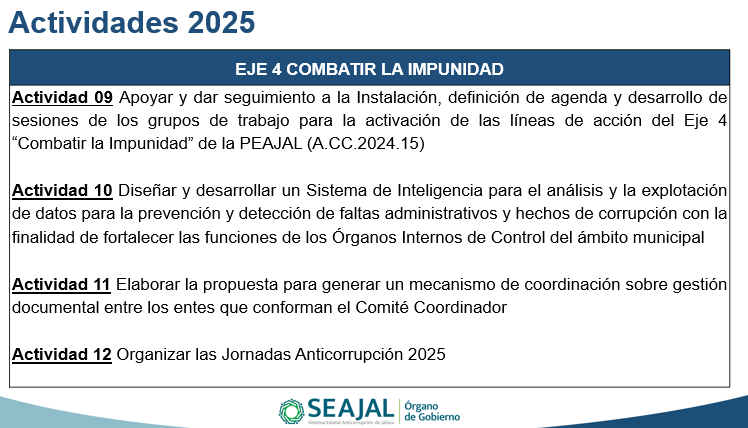 Actividades 2025
EJE 4 COMBATIR LA IMPUNIDAD
Actividad 09 Apoyar y dar seguimiento a la Instalación, definición de agenda y desarrollo de
sesiones de los grupos de trabajo para la activación de las líneas de acción del Eje 4
“Combatir la Impunidad” de la PEAJAL (A.CC.2024.15)
Actividad 10 Diseñar y desarrollar un Sistema de Inteligencia para el análisis y la explotación
de datos para la prevención y detección de faltas administrativos y hechos de corrupción con la
finalidad de fortalecer las funciones de los Órganos Internos de Control del ámbito municipal
Actividad 11 Elaborar la propuesta para generar un mecanismo de coordinación sobre gestión
documental entre los entes que conforman el Comité Coordinador
Actividad 12 Organizar las Jornadas Anticorrupción 2025
SEAJAL
Sistema Estatal Anticorrupción de Jalisco
Órgano
de Gobierno